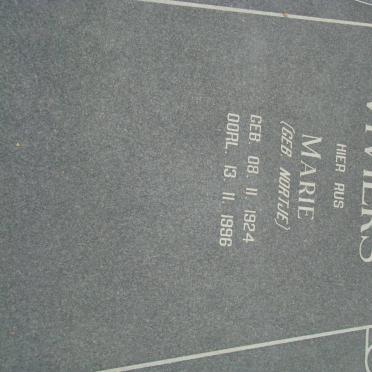 HIER RUS
MARIE
(GEB. NORTJE)
GEB. 08. 11. 1924
OORL. 13. 11. 1996